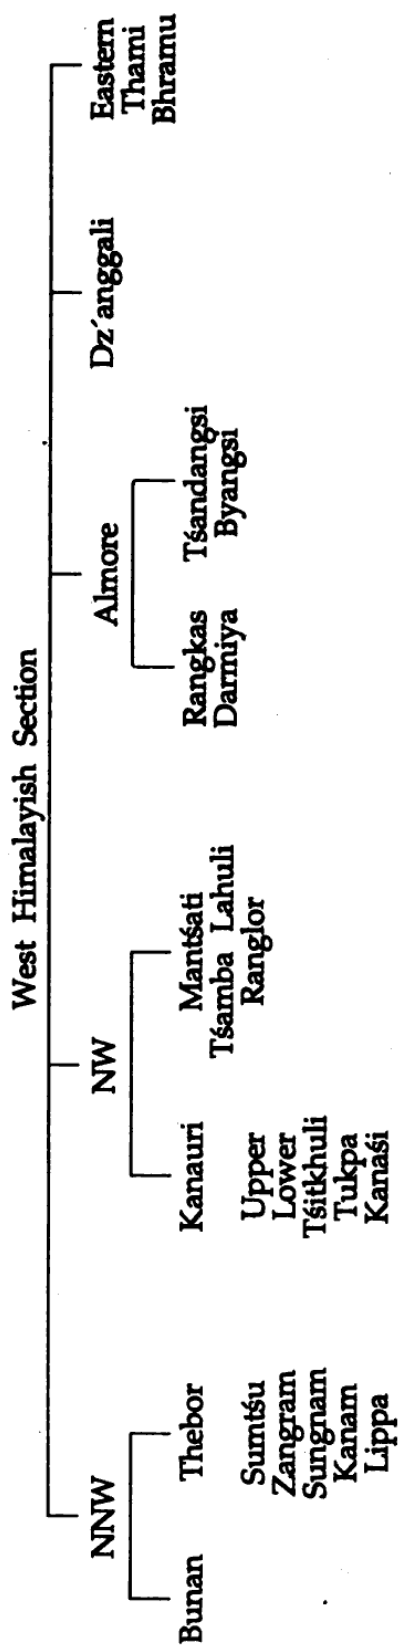 West Himalayish Section
NNW NW Almore Dz'anggali Eastern
Thami
Bhramu
Bunan Thebor Kanauri Mantśati Rangkas Tśandangsi
Tśamba Lahuli Darmiya Byangsi
Ranglor
Sumtśu Upper
Zangram Lower
Sungnam Tśitkhuli
Kanam Tukpa
Lippa Kanaśi